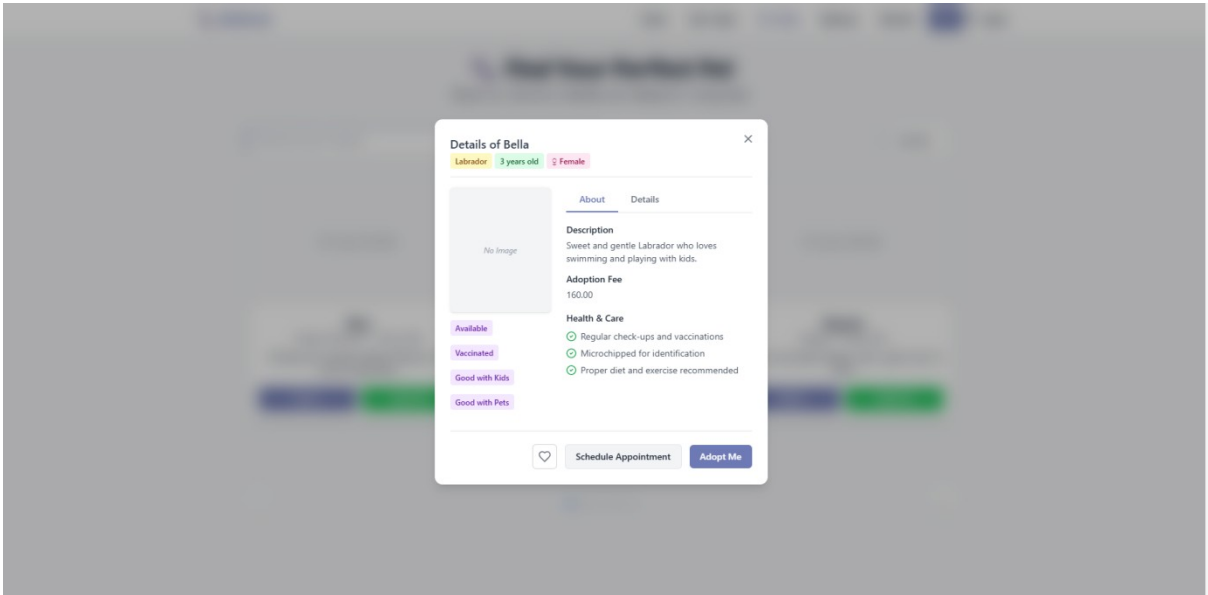 Details of Bella
Labrador 3 years old ♀ Female
No Image
Available
Vaccinated
Good with Kids
Good with Pets
About Details
Description
Sweet and gentle Labrador who loves
swimming and playing with kids.
Adoption Fee
160.00
Health & Care
Regular check-ups and vaccinations
Microchipped for identification
Proper diet and exercise recommended
Schedule Appointment Adopt Me